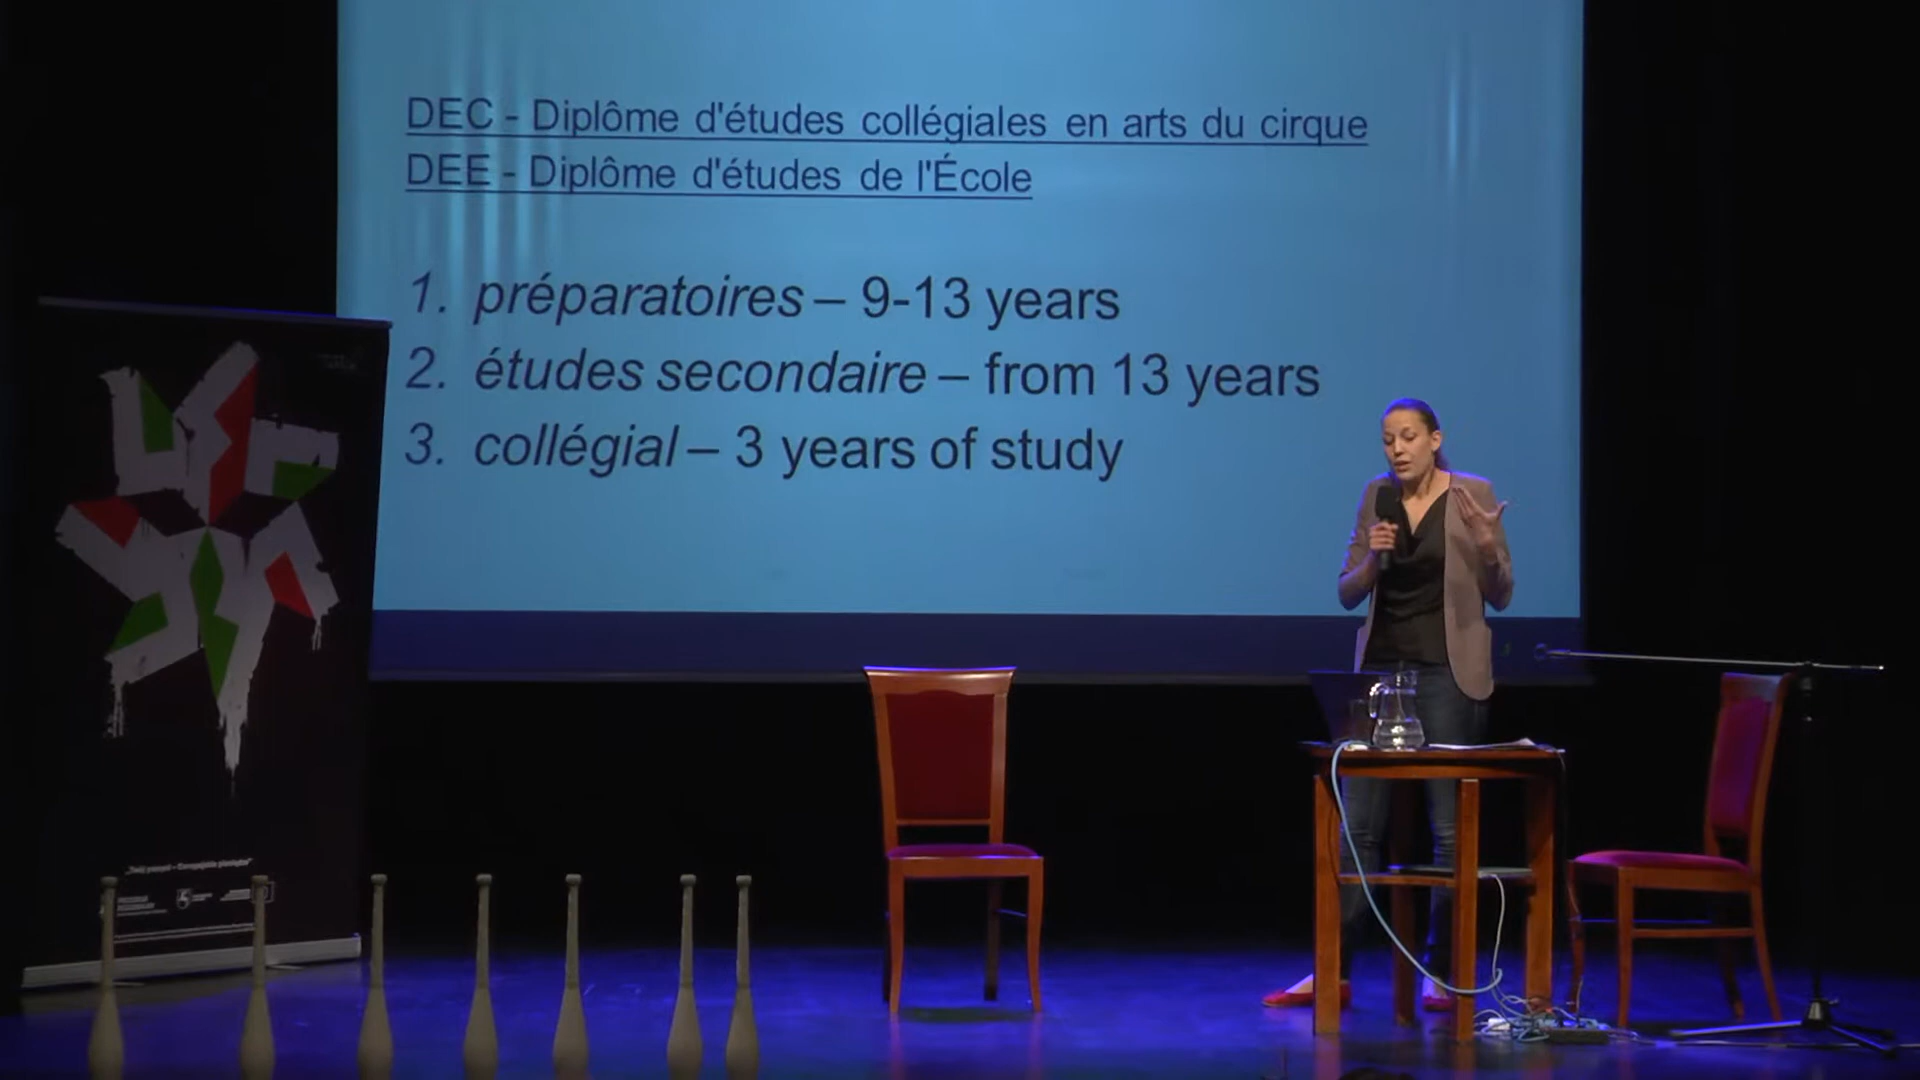 DEC - Diplôme d'études collégiales en arts du cirque
DEE - Diplôme d'études de l'École
1. préparatoires – 9-13 years
2. études secondaire – from 13 years
3. collégial – 3 years of study